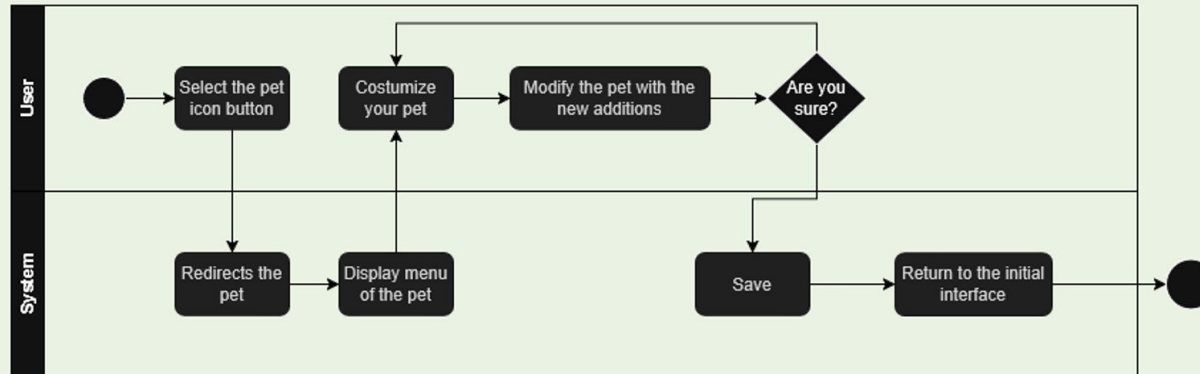 User
Select the pet
icon button
Costumize
your pet
Modify the pet with the
new additions
Are you
sure?
System
Redirects the
pet
Display menu
of the pet
Save
Return to the initial
interface